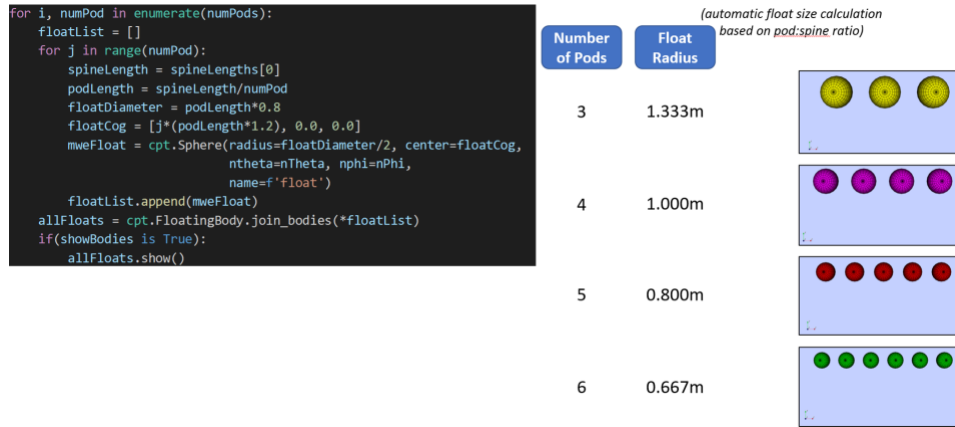 for i, numPod in enumerate(numPods):
    floatList = []
    for j in range(numPod):
        spineLength = spineLengths[0]
        podLength = spineLength/numPod
        floatDiameter = podLength*0.8
        floatCog = [j*(podLength*1.2), 0.0, 0.0]
        mweFloat = cpt.Sphere(radius=floatDiameter/2, center=floatCog,
                              ntheta=nTheta, nphi=nPhi,
                              name=f'float')
        floatList.append(mweFloat)
    allFloats = cpt.FloatingBody.join_bodies(*floatList)
    if(showBodies is True):
        allFloats.show()
(automatic float size calculation
based on pod:spine ratio)
Number
of Pods
Float
Radius
3 1.333m
4 1.000m
5 0.800m
6 0.667m